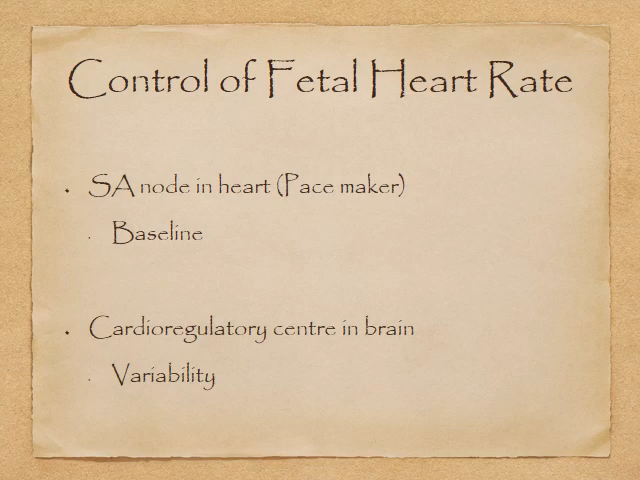 Control of Fetal Heart Rate
• SA node in heart (Pace maker)
• Baseline
• Cardioregulatory centre in brain
• Variability